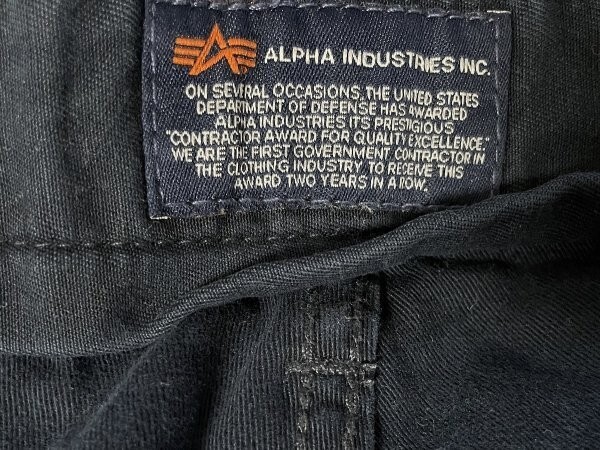 ALPHA INDUSTRIES INC.
ON SEVERAL OCCASIONS, THE UNITED STATES
DEPARTMENT OF DEFENSE HAS AWARDED
ALPHA INDUSTRIES ITS PRESTIGIOUS
"CONTRACTOR AWARD FOR QUALITY EXCELLENCE."
WE ARE THE FIRST GOVERNMENT CONTRACTOR IN
THE CLOTHING INDUSTRY TO RECEIVE THIS
AWARD TWO YEARS IN A ROW.